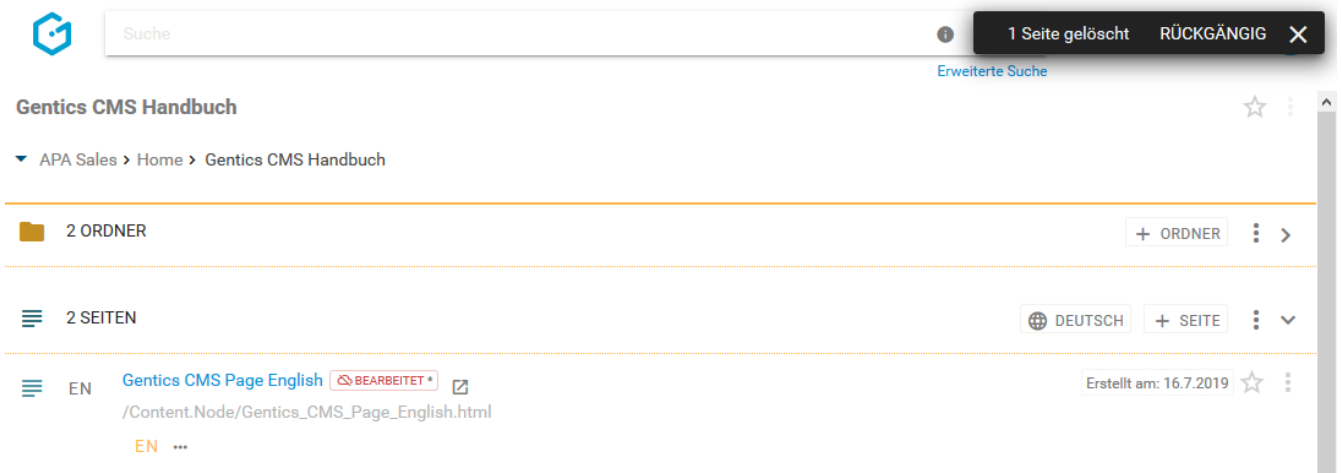 Suche
1 Seite gelöscht RÜCKGÄNGIG
Erweiterte Suche
Gentics CMS Handbuch
APA Sales > Home > Gentics CMS Handbuch
2 ORDNER + ORDNER
2 SEITEN DEUTSCH + SEITE
EN Gentics CMS Page English BEARBEITET * Erstellt am: 16.7.2019
/Content.Node/Gentics_CMS_Page_English.html
EN •••